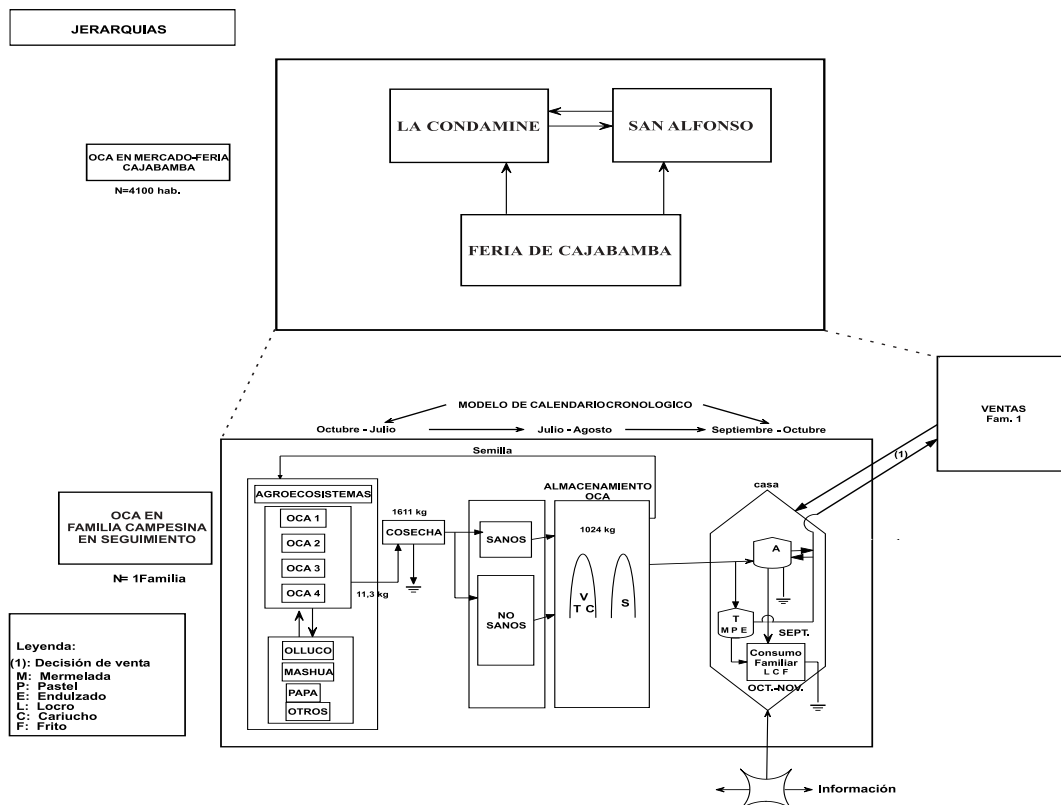 JERARQUIAS
LA CONDAMINE
SAN ALFONSO
OCA EN MERCADO-FERIA
CAJABAMBA
N=4100 hab.
FERIA DE CAJABAMBA
VENTAS
Fam. 1
MODELO DE CALENDARIOCRONOLOGICO
Octubre - Julio
Julio - Agosto
Septiembre - Octubre
(1)
Semilla
OCA EN
FAMILIA CAMPESINA
EN SEGUIMIENTO
N= 1Familia
AGROECOSISTEMAS
OCA 1
OCA 2
OCA 3
OCA 4
11,3 kg
OLLUCO
MASHUA
PAPA
OTROS
1611 kg
COSECHA
SANOS
NO
SANOS
ALMACENAMIENTO
OCA
1024 kg
V
T C
S
casa
A
T
M P E
SEPT.
Consumo
Familiar
L C F
OCT.-NOV.
Leyenda:
(1): Decisión de venta
M: Mermelada
P: Pastel
E: Endulzado
L: Locro
C: Cariucho
F: Frito
Información